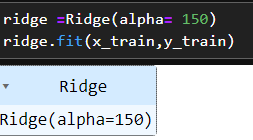 ridge =Ridge(alpha= 150)
ridge.fit(x_train,y_train)
Ridge
Ridge(alpha=150)